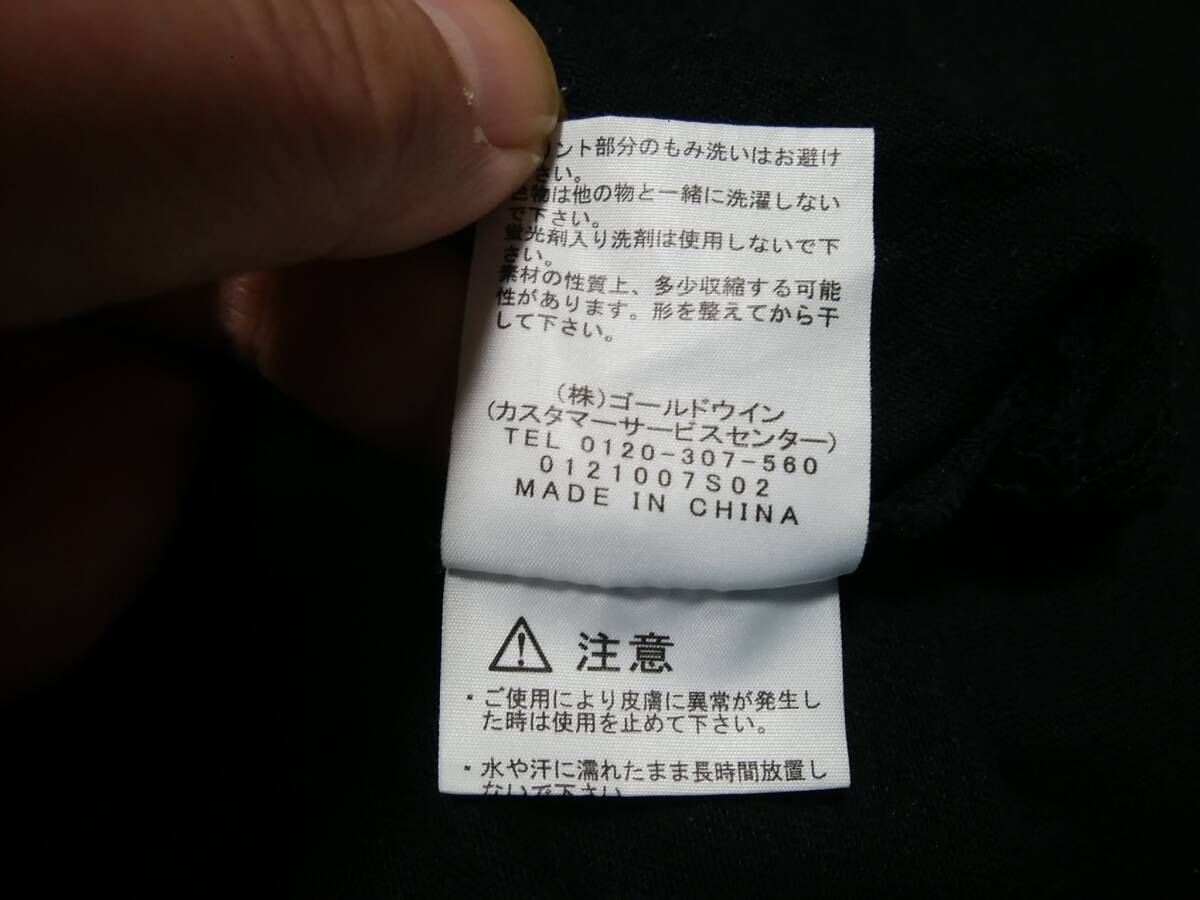 リント部分のもみ洗いはお避け
さい。
色物は他の物と一緒に洗濯しない
で下さい。
蛍光剤入り洗剤は使用しないで下
さい。
素材の性質上、多少収縮する可能
性があります。形を整えてから干
して下さい。
(株)ゴールドウイン
(カスタマーサービスセンター)
TEL 0120-307-560
0121007S02
MADE IN CHINA
注意
・ご使用により皮膚に異常が発生し
た時は使用を止めて下さい。
・水や汗に濡れたまま長時間放置し
ないで下さい